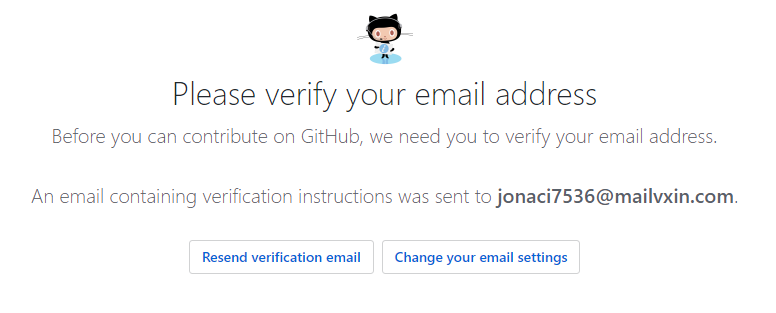 Please verify your email address
Before you can contribute on GitHub, we need you to verify your email address.
An email containing verification instructions was sent to jonaci7536@mailvxin.com.
Resend verification email
Change your email settings